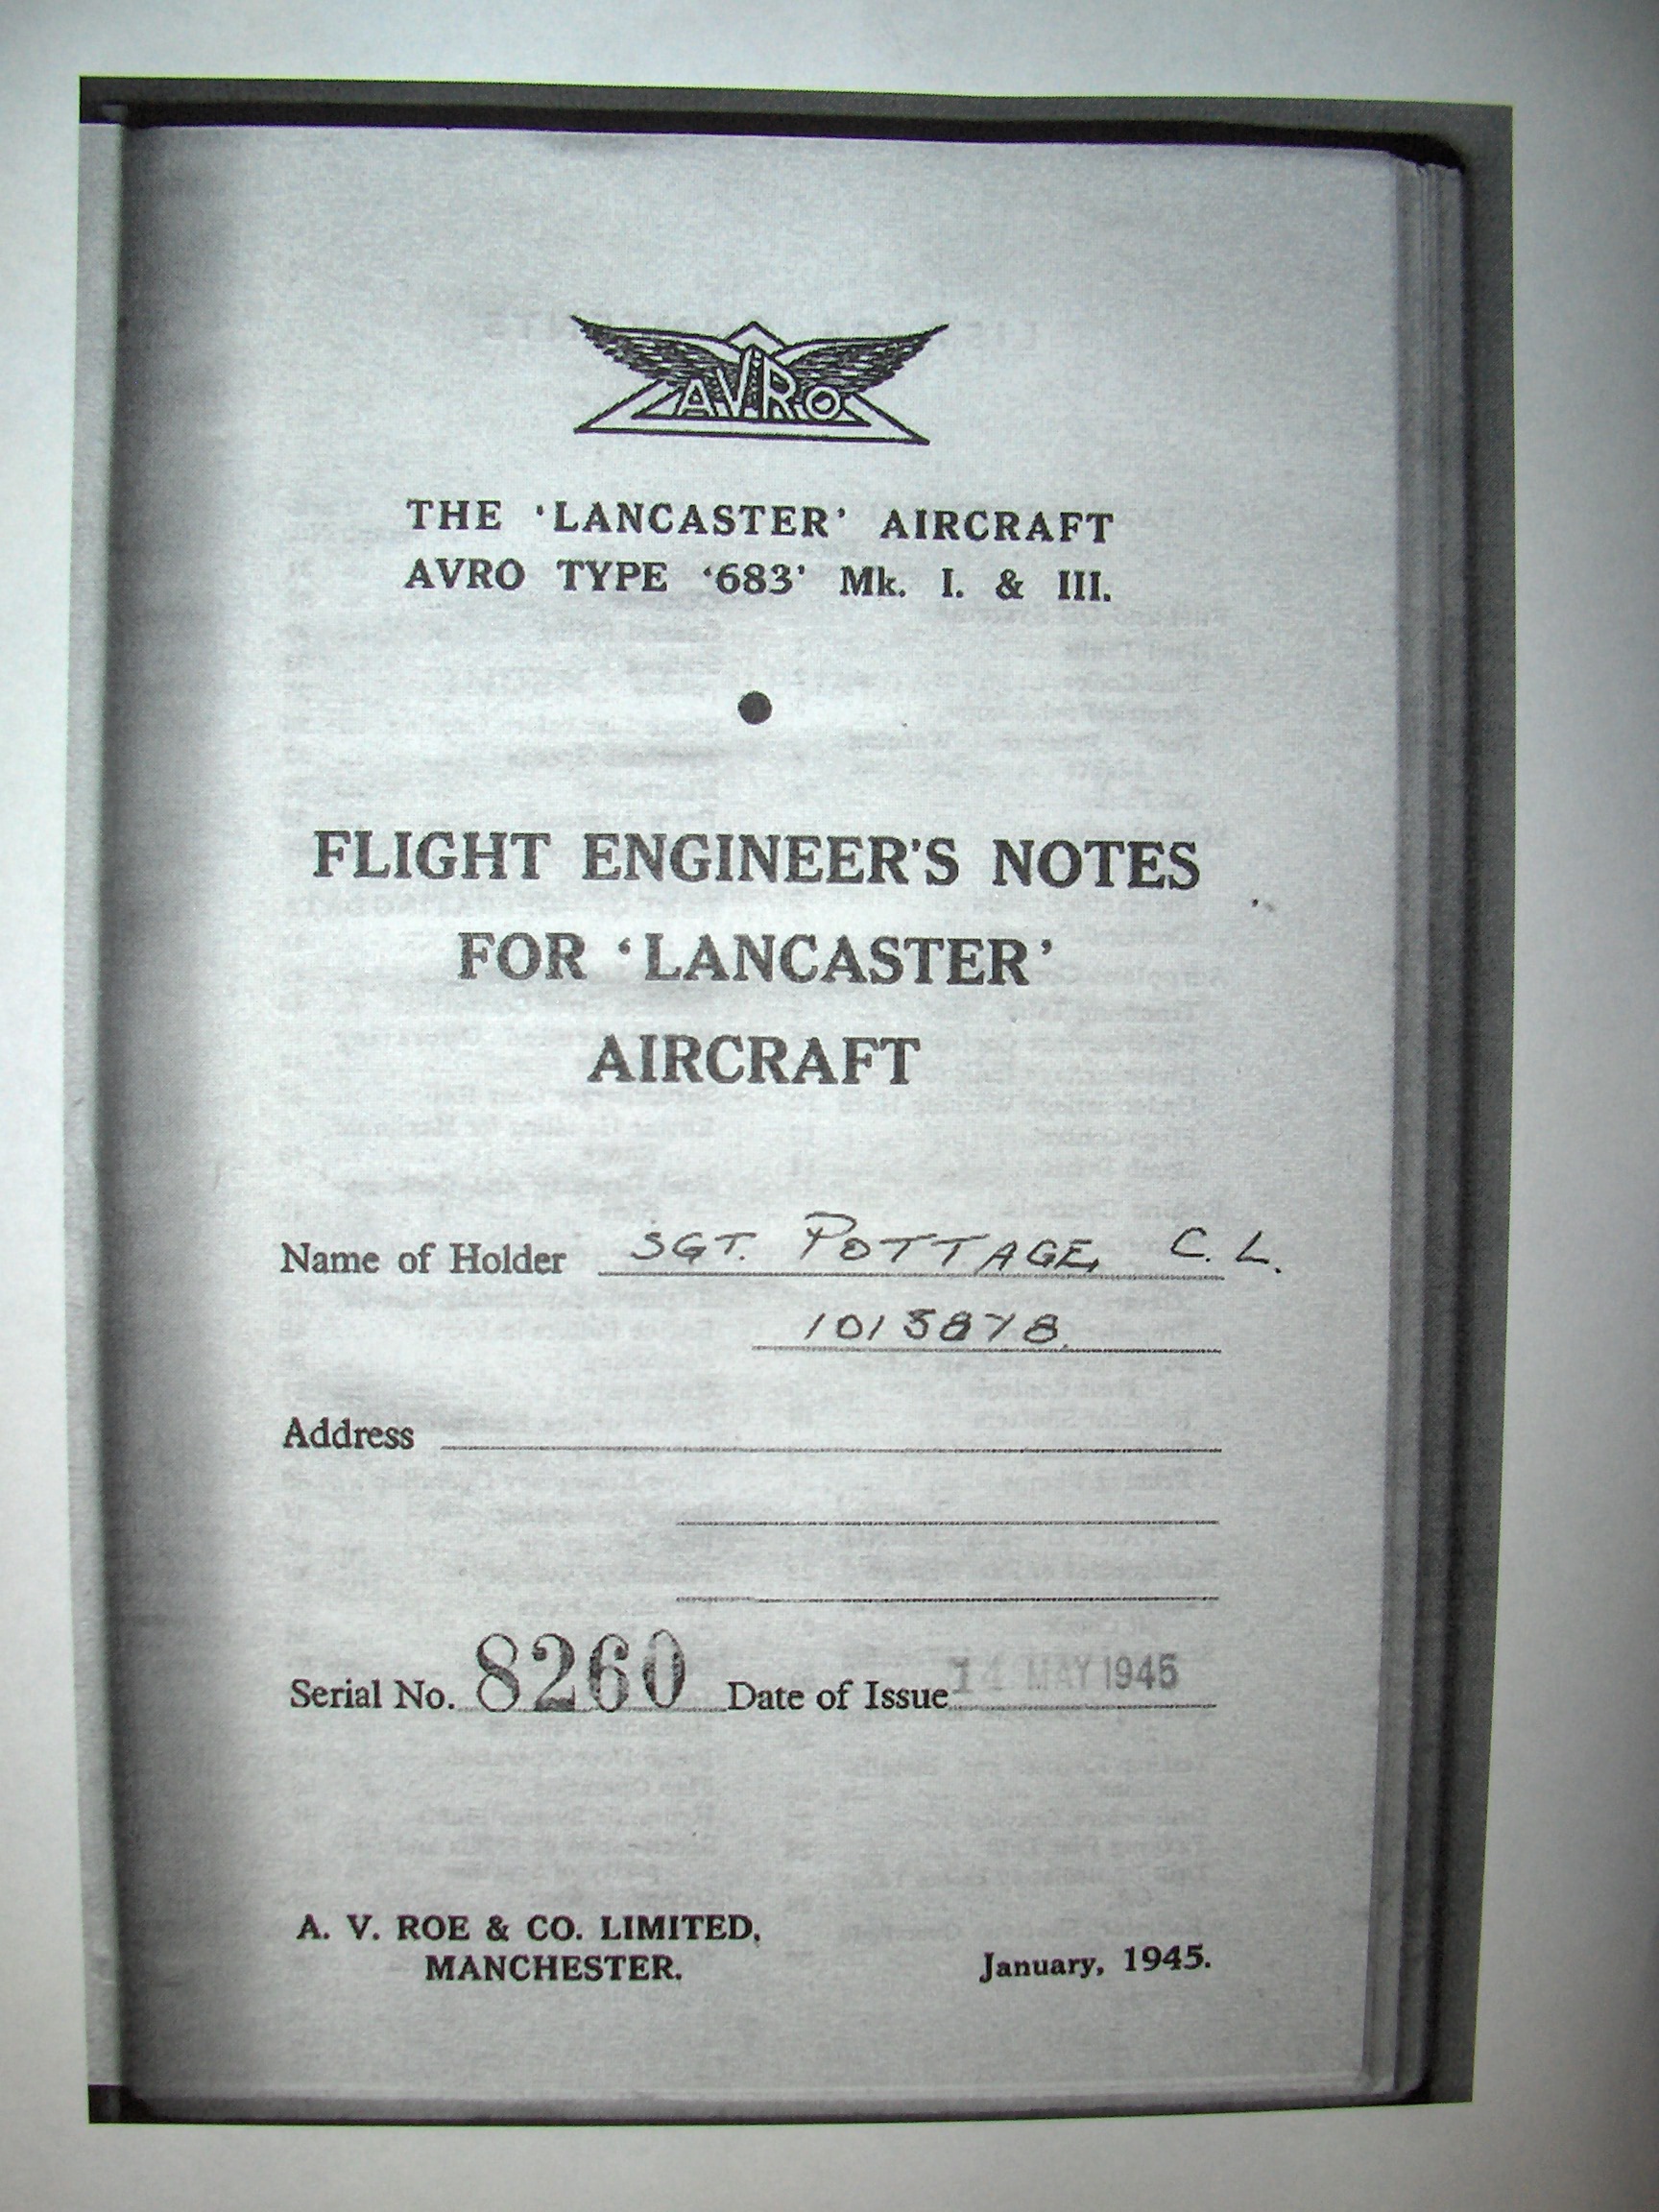 AVRO
THE 'LANCASTER' AIRCRAFT
AVRO TYPE '683' Mk. I. & III.
FLIGHT ENGINEER'S NOTES
FOR 'LANCASTER'
AIRCRAFT
Name of Holder SGT. POTTAGE, C. L.
1013878.
Address
Serial No. 8260 Date of Issue 14 MAY 1945
A. V. ROE & CO. LIMITED,
MANCHESTER.
January, 1945.